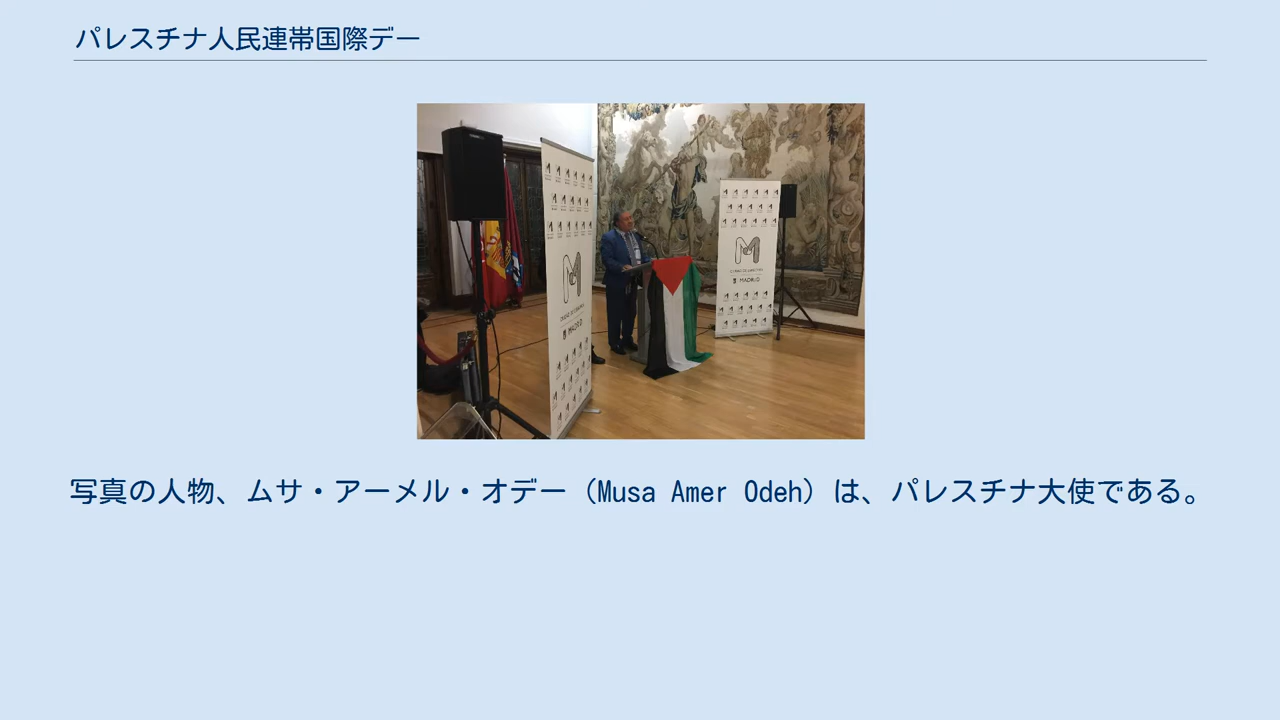 パレスチナ人民連帯国際デー
M
MADRID
M
MADRID
写真の人物、ムサ・アーメル・オデー（Musa Amer Odeh）は、パレスチナ大使である。